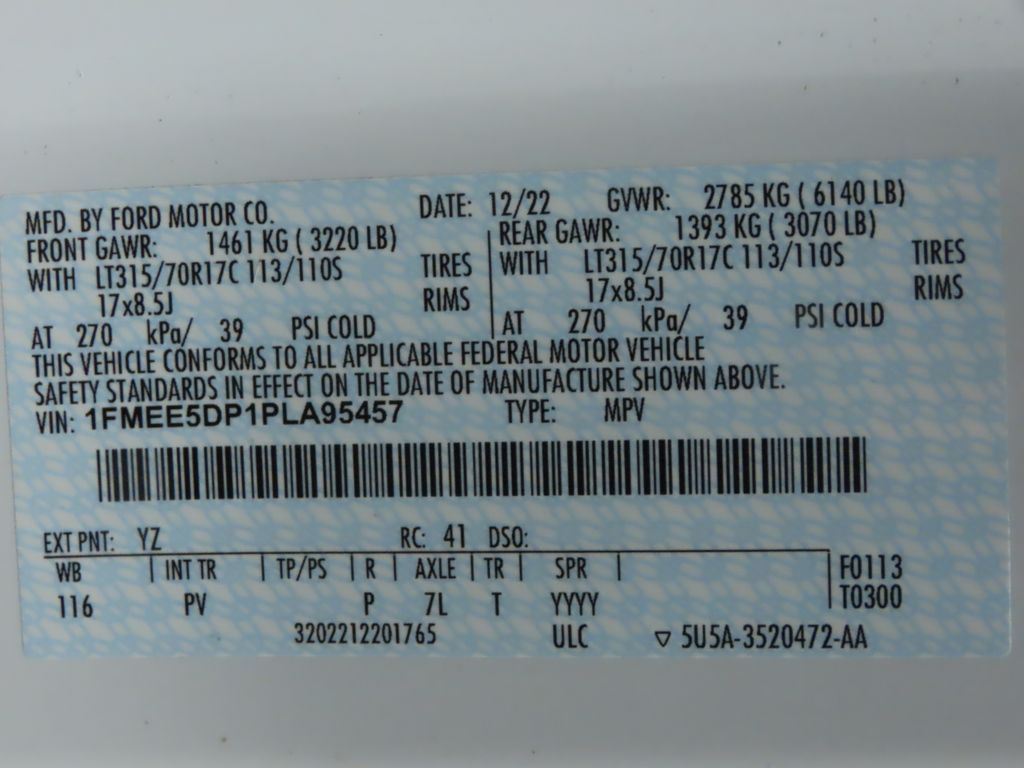 MFD. BY FORD MOTOR CO. DATE: 12/22 GVWR: 2785 KG ( 6140 LB)
FRONT GAWR: 1461 KG ( 3220 LB) REAR GAWR: 1393 KG ( 3070 LB)
WITH LT315/70R17C 113/110S TIRES WITH LT315/70R17C 113/110S TIRES
17x8.5J RIMS 17x8.5J RIMS
AT 270 kPa/ 39 PSI COLD AT 270 kPa/ 39 PSI COLD
THIS VEHICLE CONFORMS TO ALL APPLICABLE FEDERAL MOTOR VEHICLE
SAFETY STANDARDS IN EFFECT ON THE DATE OF MANUFACTURE SHOWN ABOVE.
VIN: 1FMEE5DP1PLA95457 TYPE: MPV
EXT PNT: YZ RC: 41 DSO:
WB INT TR TP/PS R AXLE TR SPR F0113
116 PV P 7L T YYYY T0300
3202212201765 ULC ▽ 5U5A-3520472-AA